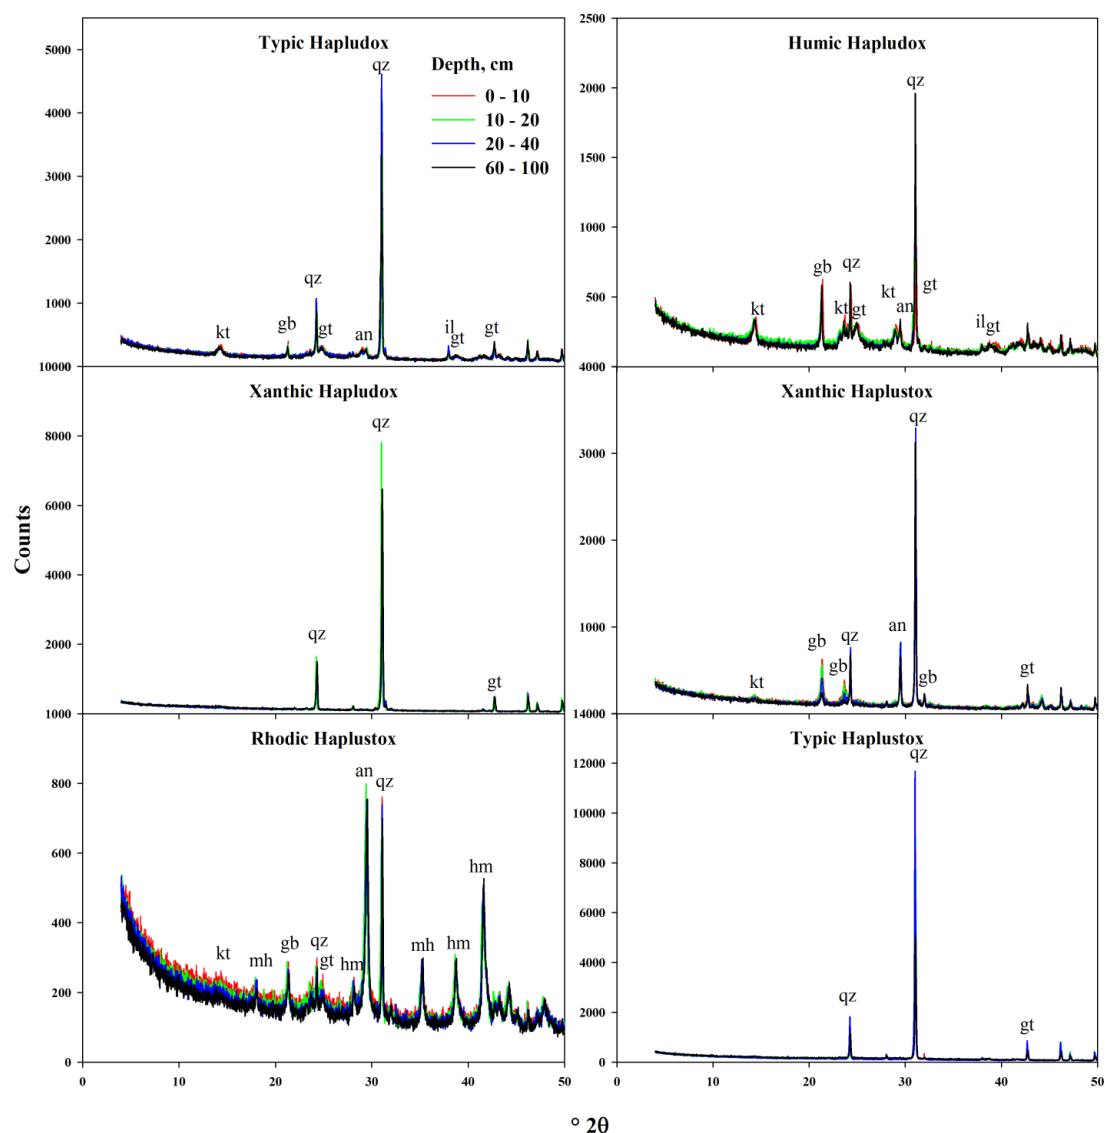 Typic Hapludox
Depth, cm
0 - 10
10 - 20
20 - 40
60 - 100
5000
4000
3000
2000
1000
10000
qz
qz
kt
gb
gt
an
il
gt
gt
Humic Hapludox
2500
2000
1500
1000
500
4000
qz
gb
qz
kt
kt
gt
kt
an
gt
il
gt
Xanthic Hapludox
8000
6000
4000
2000
1000
qz
qz
gt
Xanthic Haplustox
3000
2000
1000
14000
qz
an
gb
qz
gb
gb
kt
gt
Counts
Rhodic Haplustox
800
600
400
200
0
an
qz
hm
kt
mh
gb
qz
gt
hm
mh
hm
0
10
20
30
40
50
Typic Haplustox
12000
10000
8000
6000
4000
2000
0
qz
qz
gt
0
10
20
30
40
50
° 2θ